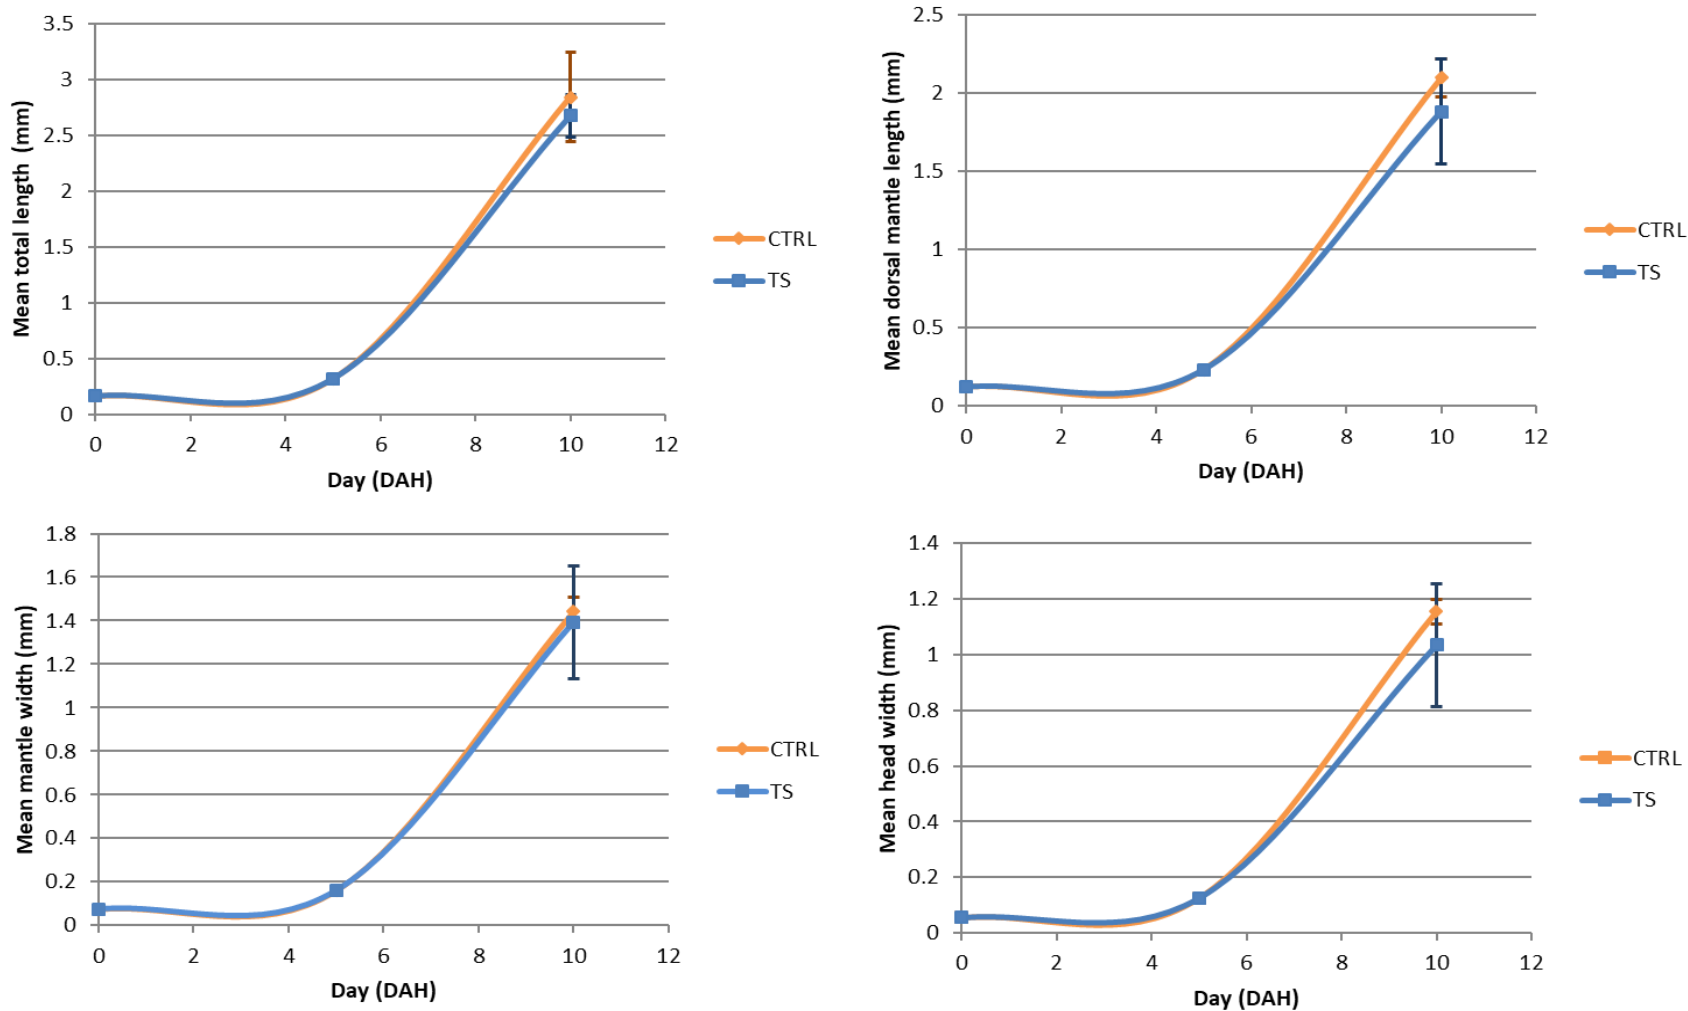 Mean total length (mm)
3.5
3
2.5
2
1.5
1
0.5
0
0 2 4 6 8 10 12
Day (DAH)
CTRL
TS
Mean dorsal mantle length (mm)
2.5
2
1.5
1
0.5
0
0 2 4 6 8 10 12
Day (DAH)
CTRL
TS
Mean mantle width (mm)
1.8
1.6
1.4
1.2
1
0.8
0.6
0.4
0.2
0
0 2 4 6 8 10 12
Day (DAH)
CTRL
TS
Mean head width (mm)
1.4
1.2
1
0.8
0.6
0.4
0.2
0
0 2 4 6 8 10 12
Day (DAH)
CTRL
TS